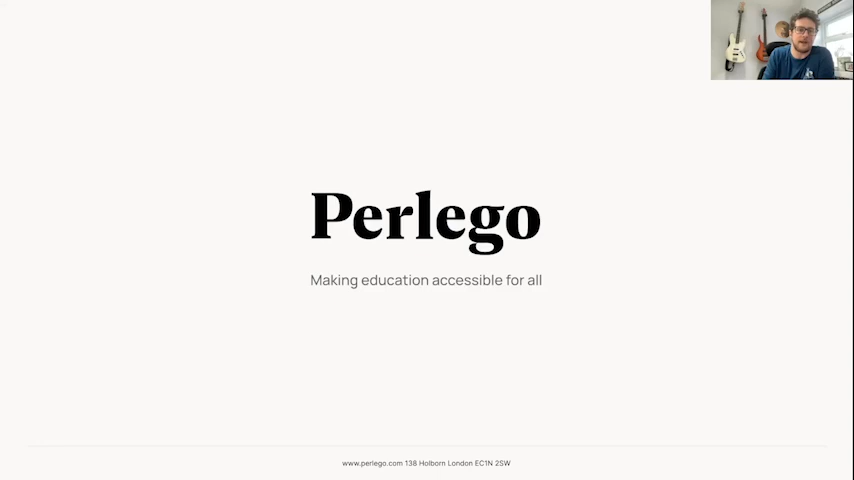 Perlego
Making education accessible for all
www.perlego.com 138 Holborn London EC1N 2SW